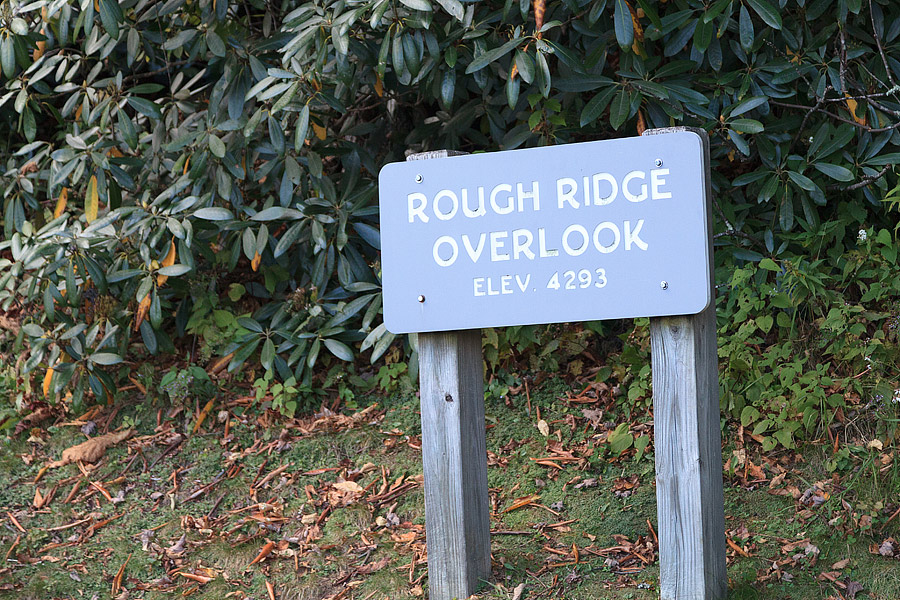 ROUGH RIDGE
OVERLOOK
ELEV. 4293